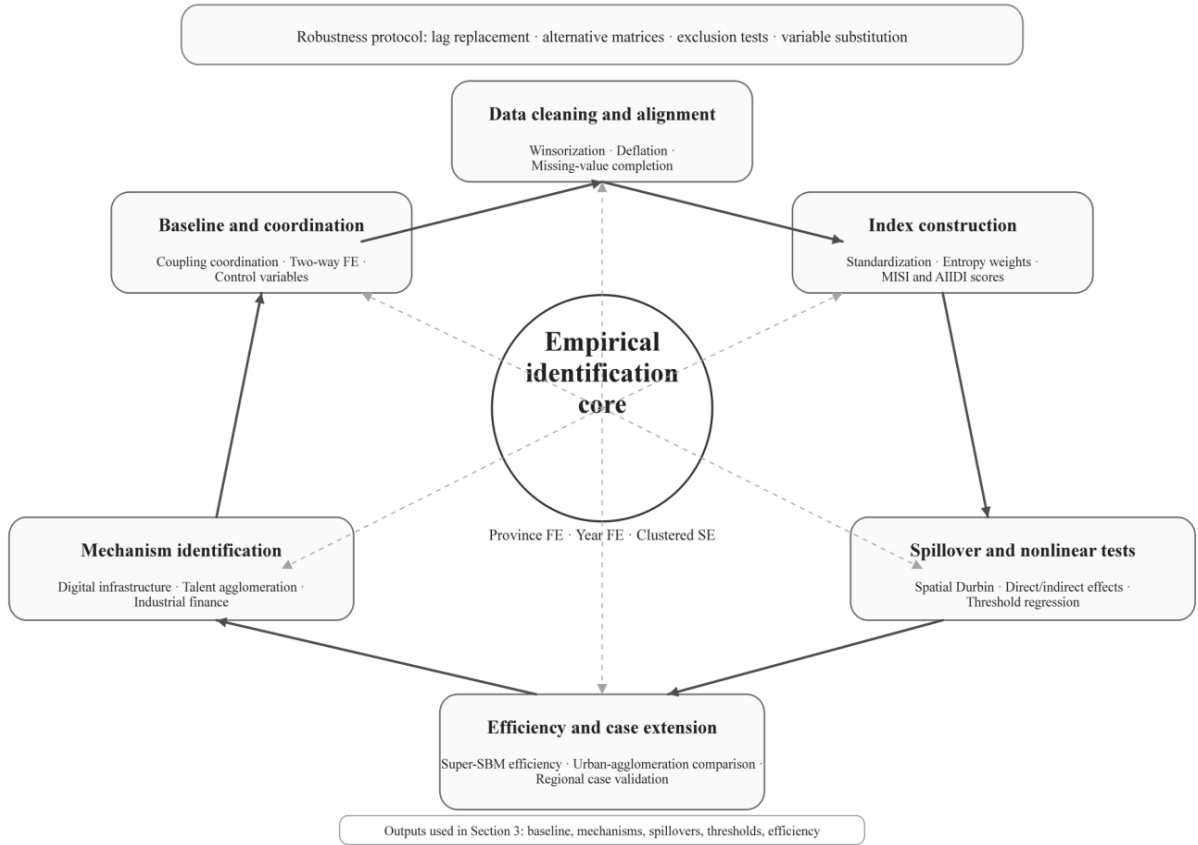 Robustness protocol: lag replacement · alternative matrices · exclusion tests · variable substitution
Data cleaning and alignment
Winsorization · Deflation ·
Missing-value completion
Baseline and coordination
Coupling coordination · Two-way FE ·
Control variables
Index construction
Standardization · Entropy weights ·
MISI and AIIDI scores
Empirical
identification
core
Province FE · Year FE · Clustered SE
Mechanism identification
Digital infrastructure · Talent agglomeration ·
Industrial finance
Spillover and nonlinear tests
Spatial Durbin · Direct/indirect effects ·
Threshold regression
Efficiency and case extension
Super-SBM efficiency · Urban-agglomeration comparison ·
Regional case validation
Outputs used in Section 3: baseline, mechanisms, spillovers, thresholds, efficiency